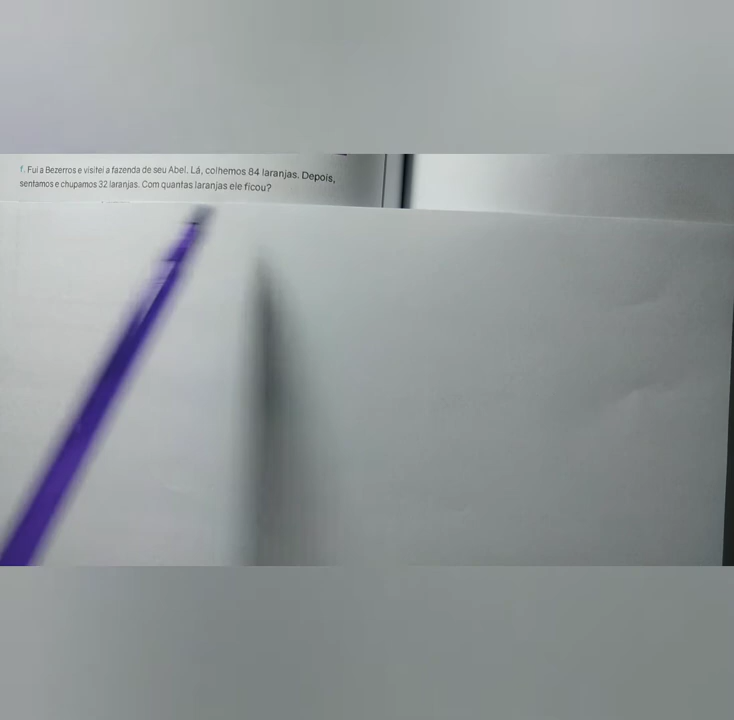 f. Fui a Bezerros e visitei a fazenda de seu Abel. Lá, colhemos 84 laranjas. Depois,
sentamos e chupamos 32 laranjas. Com quantas laranjas ele ficou?